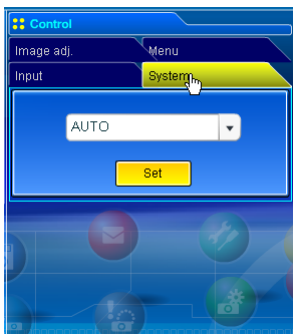 Control
Image adj. Menu
Input System
AUTO
Set